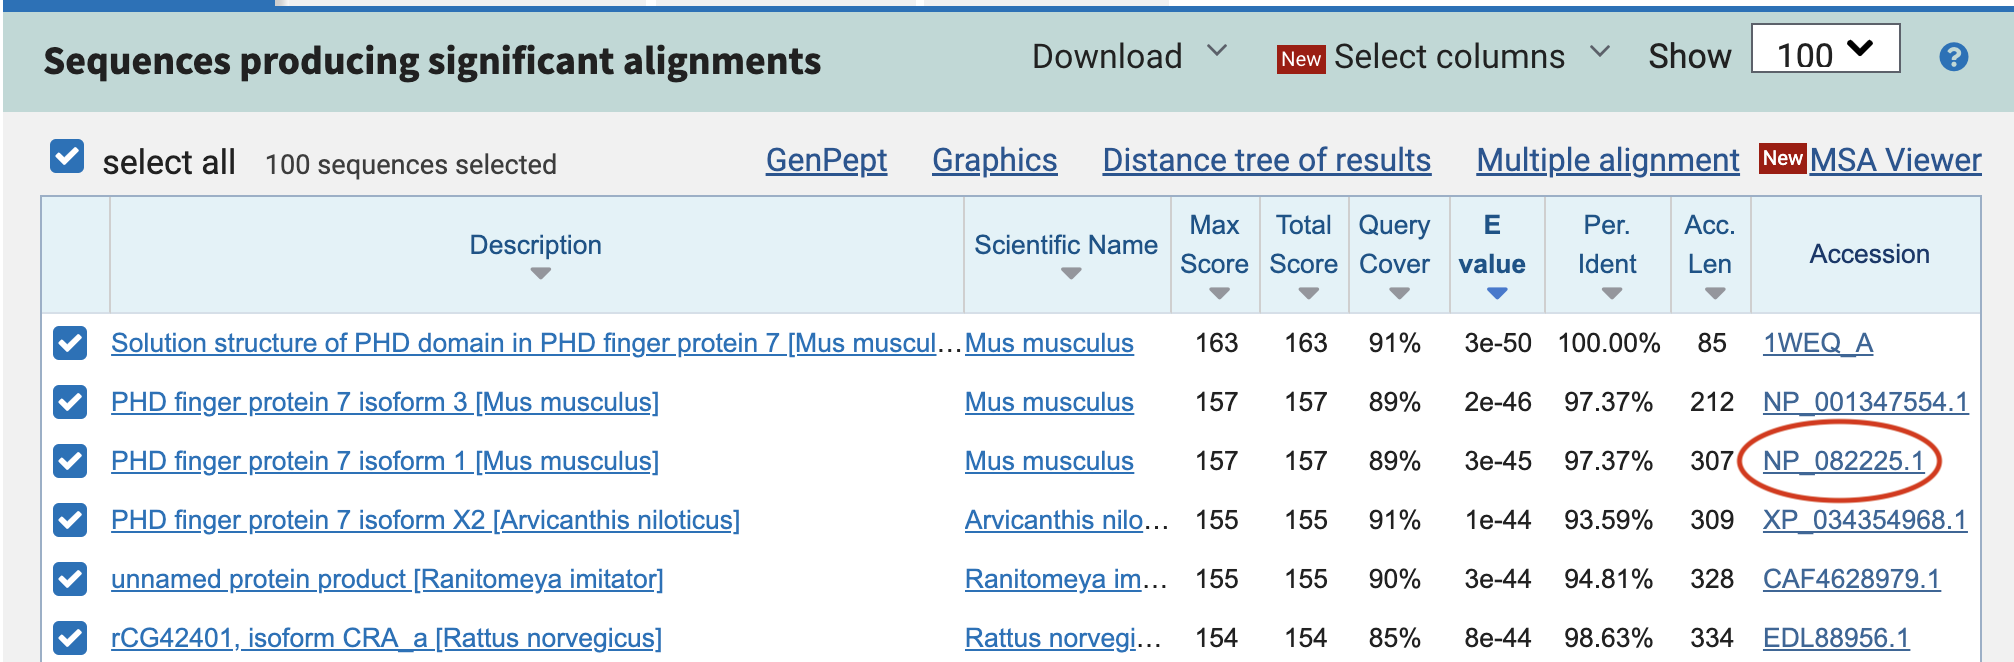 Sequences producing significant alignments Download New Select columns Show 100 ?
select all 100 sequences selected GenPept Graphics Distance tree of results Multiple alignment New MSA Viewer
Description Scientific Name Max Score Total Score Query Cover E value Per. Ident Acc. Len Accession
Solution structure of PHD domain in PHD finger protein 7 [Mus muscul... Mus musculus 163 163 91% 3e-50 100.00% 85 1WEQ_A
PHD finger protein 7 isoform 3 [Mus musculus] Mus musculus 157 157 89% 2e-46 97.37% 212 NP_001347554.1
PHD finger protein 7 isoform 1 [Mus musculus] Mus musculus 157 157 89% 3e-45 97.37% 307 NP_082225.1
PHD finger protein 7 isoform X2 [Arvicanthis niloticus] Arvicanthis nilo... 155 155 91% 1e-44 93.59% 309 XP_034354968.1
unnamed protein product [Ranitomeya imitator] Ranitomeya im... 155 155 90% 3e-44 94.81% 328 CAF4628979.1
rCG42401, isoform CRA_a [Rattus norvegicus] Rattus norvegi... 154 154 85% 8e-44 98.63% 334 EDL88956.1